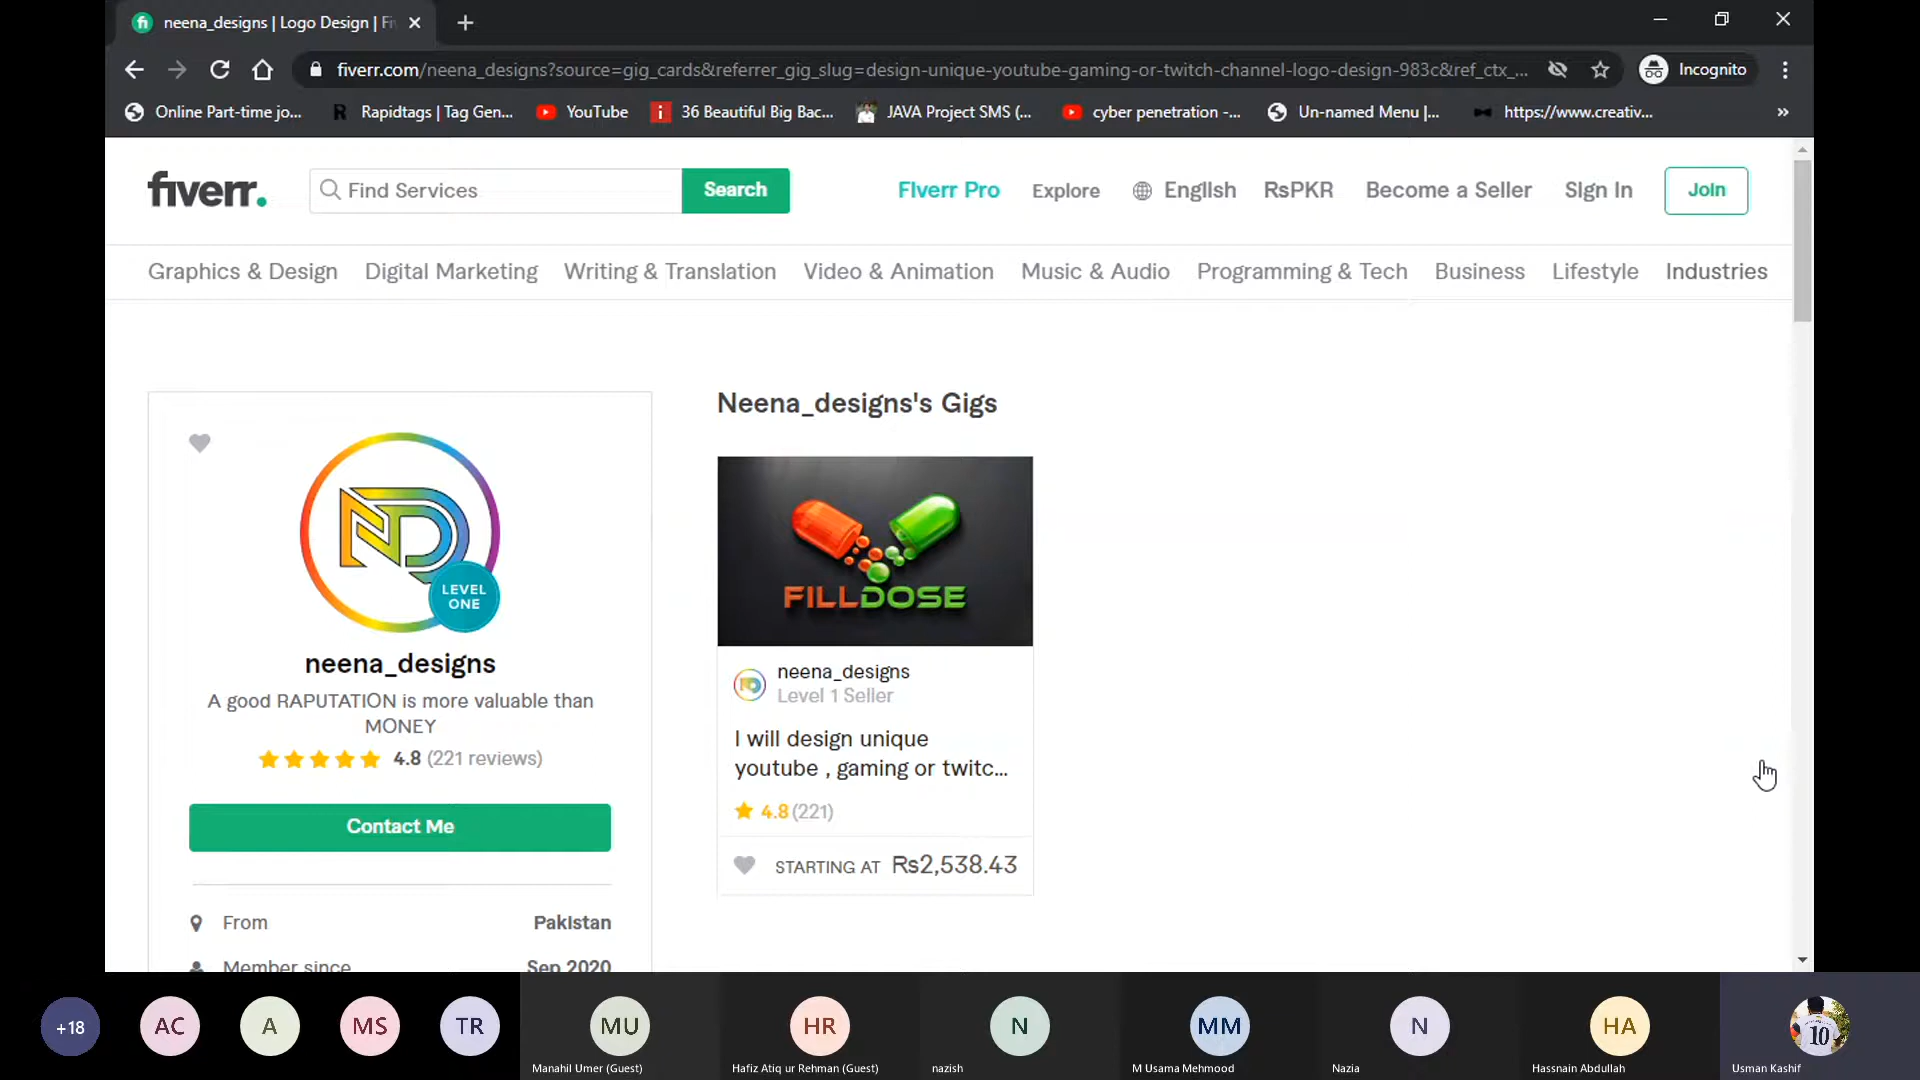 neena_designs | Logo Design | Fi
fiverr.com/neena_designs?source=gig_cards&referrer_gig_slug=design-unique-youtube-gaming-or-twitch-channel-logo-design-983c&ref_ctx_...
Incognito
Online Part-time jo...
R Rapidtags | Tag Gen...
YouTube
36 Beautiful Big Bac...
JAVA Project SMS (...
cyber penetration -...
Un-named Menu |...
https://www.creativ...
»
fiverr.
Find Services
Search
Fiverr Pro
Explore
English
RsPKR
Become a Seller
Sign In
Join
Graphics & Design
Digital Marketing
Writing & Translation
Video & Animation
Music & Audio
Programming & Tech
Business
Lifestyle
Industries
Neena_designs's Gigs
ND
LEVEL
ONE
neena_designs
A good RAPUTATION is more valuable than
MONEY
4.8 (221 reviews)
Contact Me
From Pakistan
Member since Sep 2020
FILLDOSE
neena_designs
Level 1 Seller
I will design unique
youtube , gaming or twitc...
4.8 (221)
STARTING AT Rs2,538.43
+18
AC
A
MS
TR
MU
Manahil Umer (Guest)
HR
Hafiz Atiq ur Rehman (Guest)
N
nazish
MM
M Usama Mehmood
N
Nazia
HA
Hassnain Abdullah
10
Usman Kashif